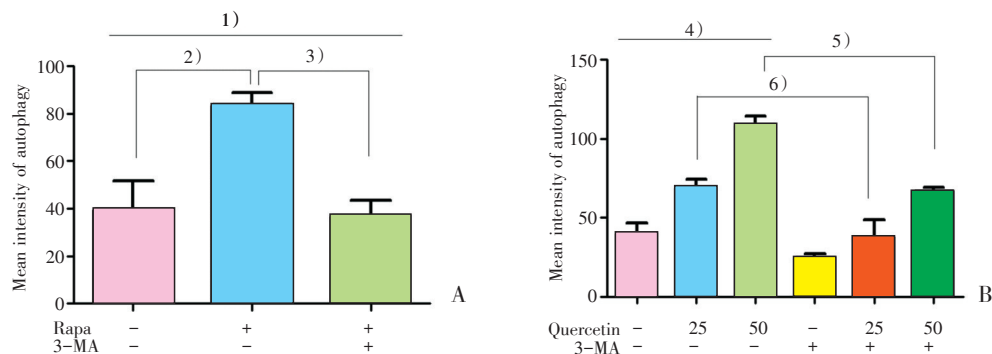 1)
2)
3)
100
80
60
40
20
0
Mean intensity of autophagy
A
Rapa − + +
3-MA − − +
4)
5)
6)
150
100
50
0
Mean intensity of autophagy
B
Quercetin − 25 50 − 25 50
3-MA − − − + + +